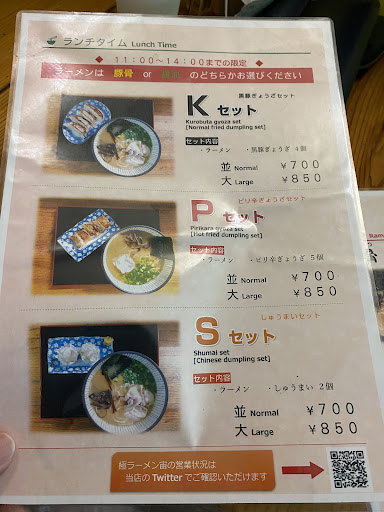 ランチタイム Lunch Time
◆ 11:00~14:00までの限定 ◆
ラーメンは 豚骨 or のどちらかお選びください
黒豚ぎょうざセット
K セット
Kurobuta gyoza set
[Normal fried dumpling set]
セット内容
・ラーメン ・黒豚ぎょうざ 4個
並 Normal ￥700
大 Large ￥850
ピリ辛ぎょうざセット
P セット
Pirikara gyoza set
[Hot fried dumpling set]
セット内容
・ラーメン ・ピリ辛ぎょうざ 5個
並 Normal ￥700
大 Large ￥850
しゅうまいセット
S セット
Shumai set
[Chinese dumpling set]
セット内容
・ラーメン ・しゅうまい 2個
並 Normal ￥700
大 Large ￥850
極ラーメン宙の営業状況は
当店の Twitter でご確認いただけます